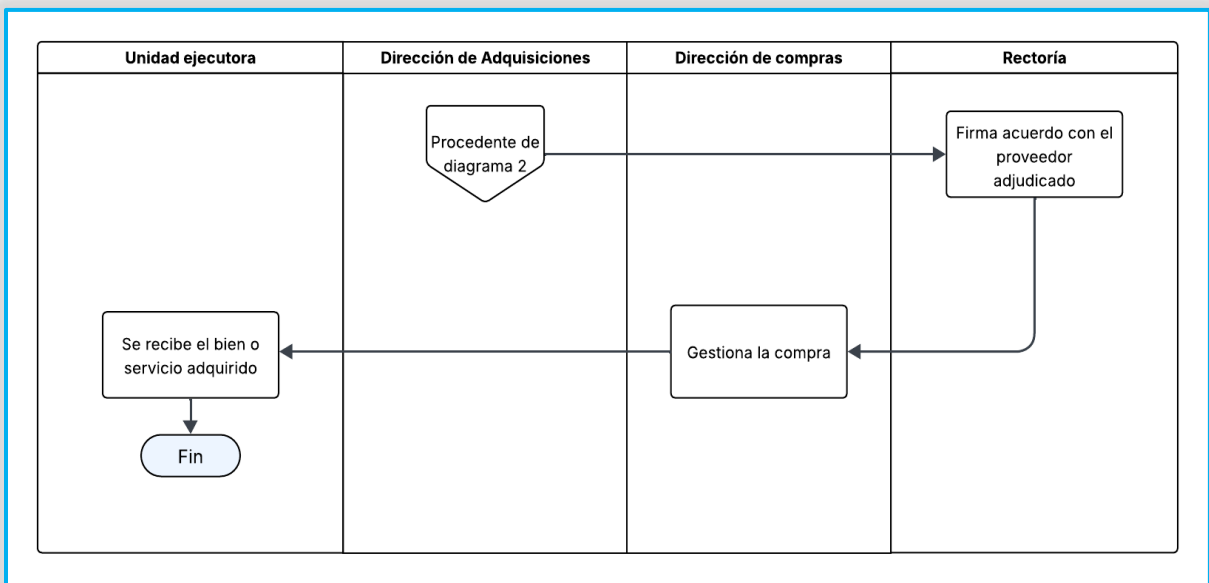 Unidad ejecutora
Dirección de Adquisiciones
Dirección de compras
Rectoría
Procedente de
diagrama 2
Firma acuerdo con el
proveedor
adjudicado
Se recibe el bien o
servicio adquirido
Gestiona la compra
Fin